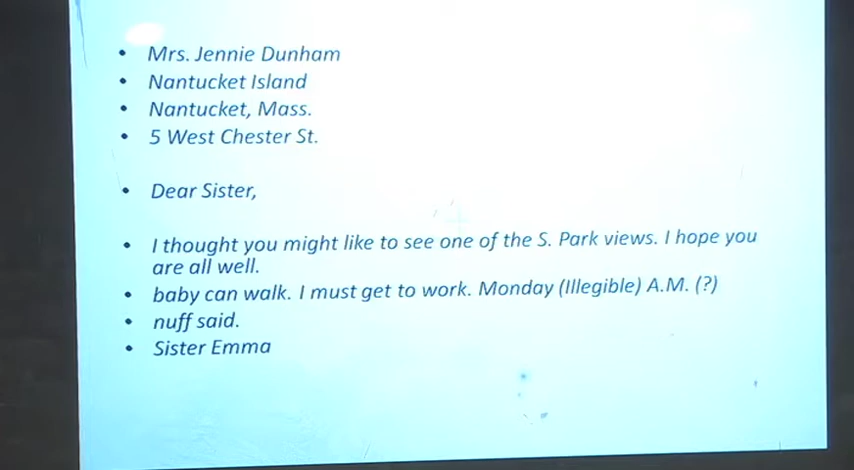 • Mrs. Jennie Dunham
• Nantucket Island
• Nantucket, Mass.
• 5 West Chester St.
• Dear Sister,
• I thought you might like to see one of the S. Park views. I hope you
are all well.
• baby can walk. I must get to work. Monday (Illegible) A.M. (?)
• nuff said.
• Sister Emma